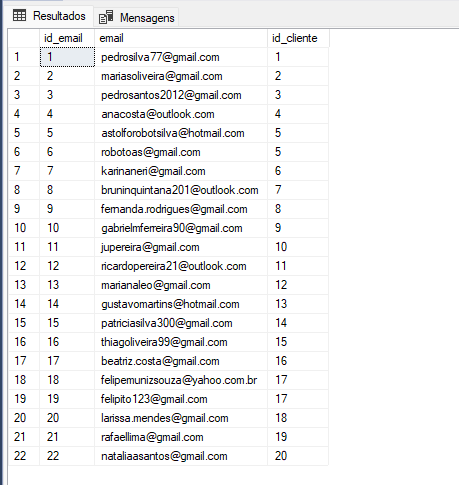 Resultados Mensagens
id_email email id_cliente
1 1 pedrosilva77@gmail.com 1
2 2 mariasoliveira@gmail.com 2
3 3 pedrosantos2012@gmail.com 3
4 4 anacosta@outlook.com 4
5 5 astolforobotsilva@hotmail.com 5
6 6 robotoas@gmail.com 5
7 7 karinaneri@gmail.com 6
8 8 bruninquintana201@outlook.com 7
9 9 fernanda.rodrigues@gmail.com 8
10 10 gabrielmferreira90@gmail.com 9
11 11 jupereira@gmail.com 10
12 12 ricardopereira21@outlook.com 11
13 13 marianaleo@gmail.com 12
14 14 gustavomartins@hotmail.com 13
15 15 patriciasilva300@gmail.com 14
16 16 thiagoliveira99@gmail.com 15
17 17 beatriz.costa@gmail.com 16
18 18 felipemunizsouza@yahoo.com.br 17
19 19 felipito123@gmail.com 17
20 20 larissa.mendes@gmail.com 18
21 21 rafaellima@gmail.com 19
22 22 nataliaasantos@gmail.com 20